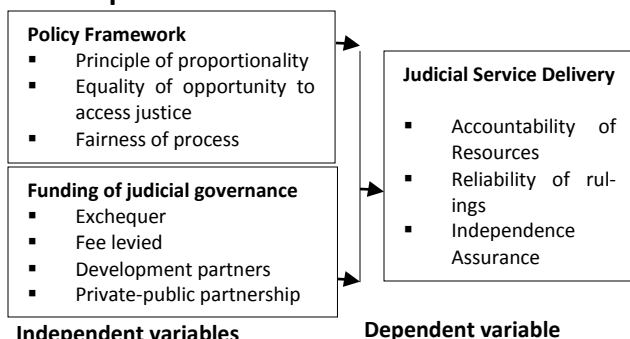 Policy Framework
▪ Principle of proportionality
▪ Equality of opportunity to
access justice
▪ Fairness of process
Funding of judicial governance
▪ Exchequer
▪ Fee levied
▪ Development partners
▪ Private-public partnership
Independent variables
Judicial Service Delivery
▪ Accountability of
Resources
▪ Reliability of rul-
ings
▪ Independence
Assurance
Dependent variable